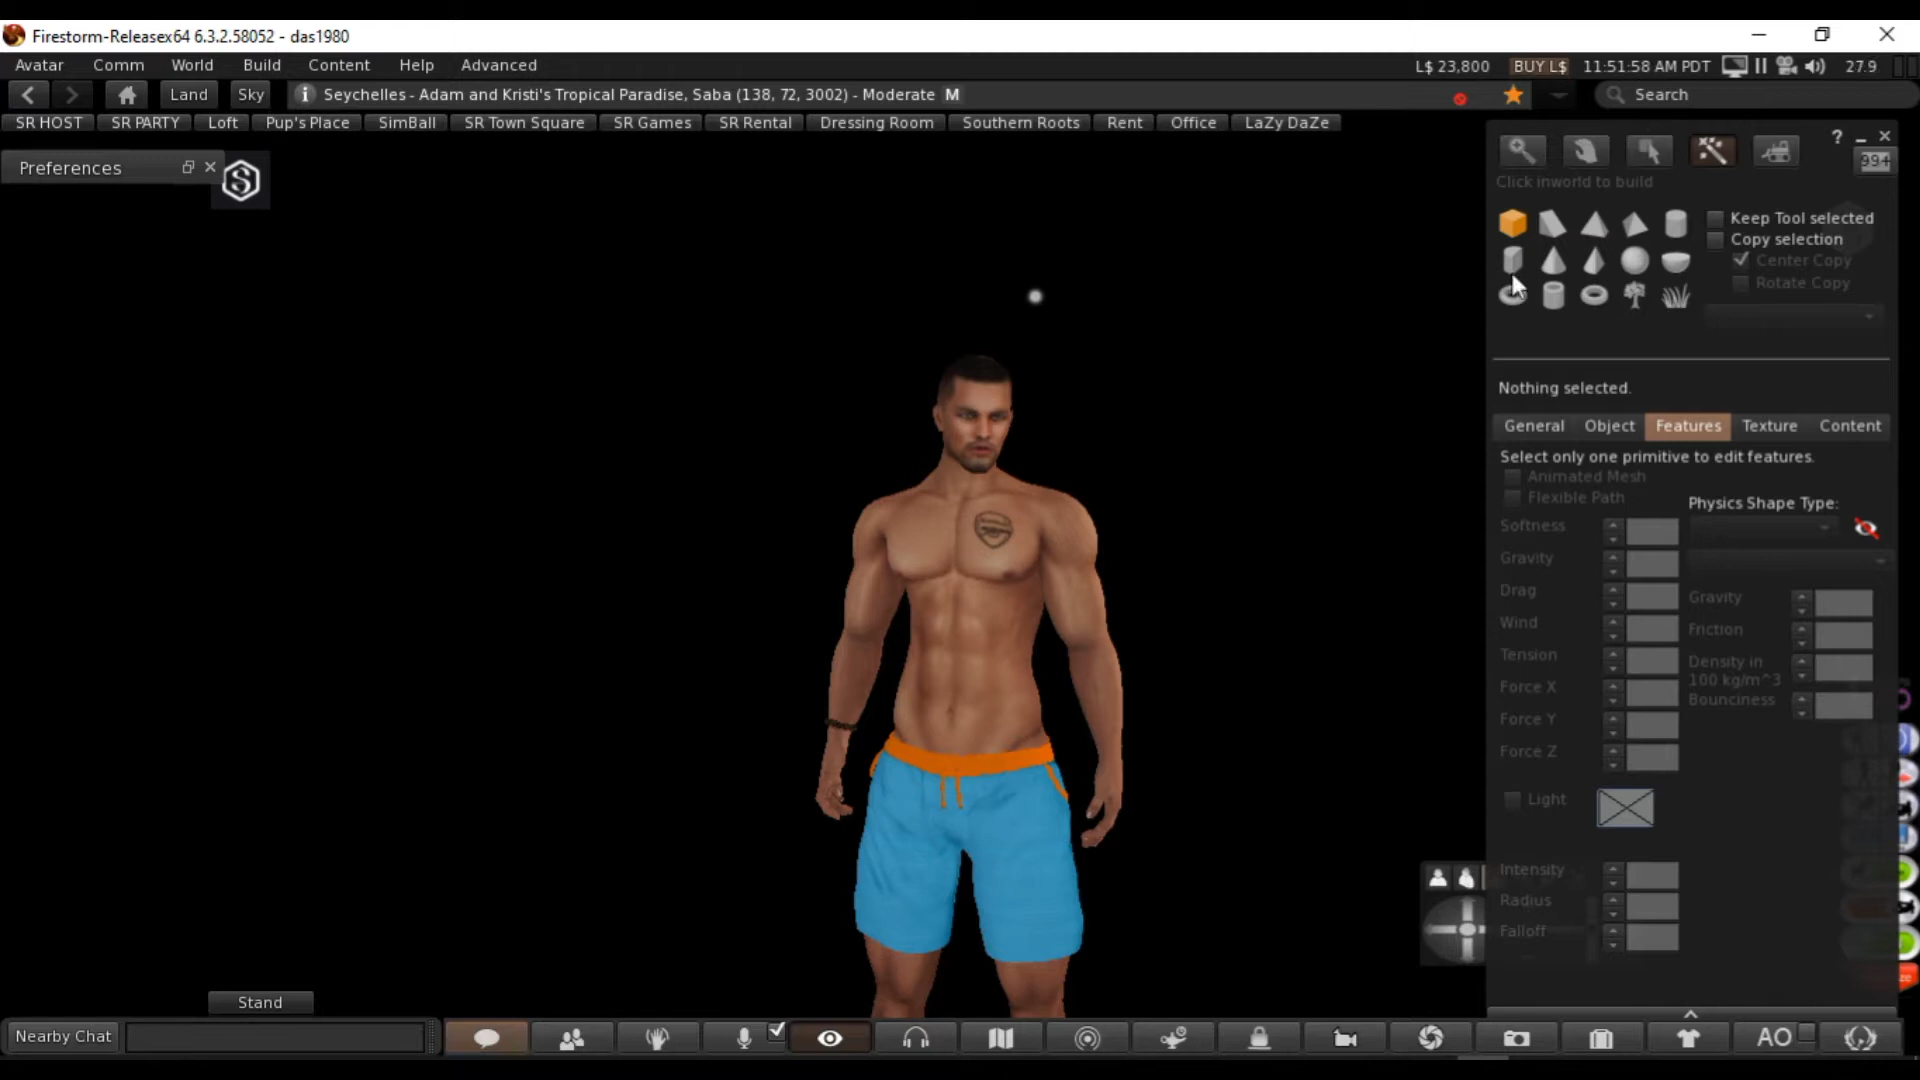 Firestorm-Releasex64 6.3.2.58052 - das1980
Avatar Comm World Build Content Help Advanced L$ 23,800 BUY L$ 11:51:58 AM PDT 27.9
Land Sky Seychelles - Adam and Kristi's Tropical Paradise, Saba (138, 72, 3002) - Moderate M Search
SR HOST SR PARTY Loft Pup's Place SimBall SR Town Square SR Games SR Rental Dressing Room Southern Roots Rent Office LaZy DaZe
Preferences
? 99+
Click inworld to build
Keep Tool selected
Copy selection
Center Copy
Rotate Copy
Nothing selected.
General Object Features Texture Content
Select only one primitive to edit features.
Animated Mesh
Flexible Path
Physics Shape Type:
Softness
Gravity
Drag
Gravity
Wind
Friction
Tension
Density in
100 kg/m^3
Force X
Bounciness
Force Y
Force Z
Light
Intensity
Radius
Falloff
Stand
Nearby Chat AO